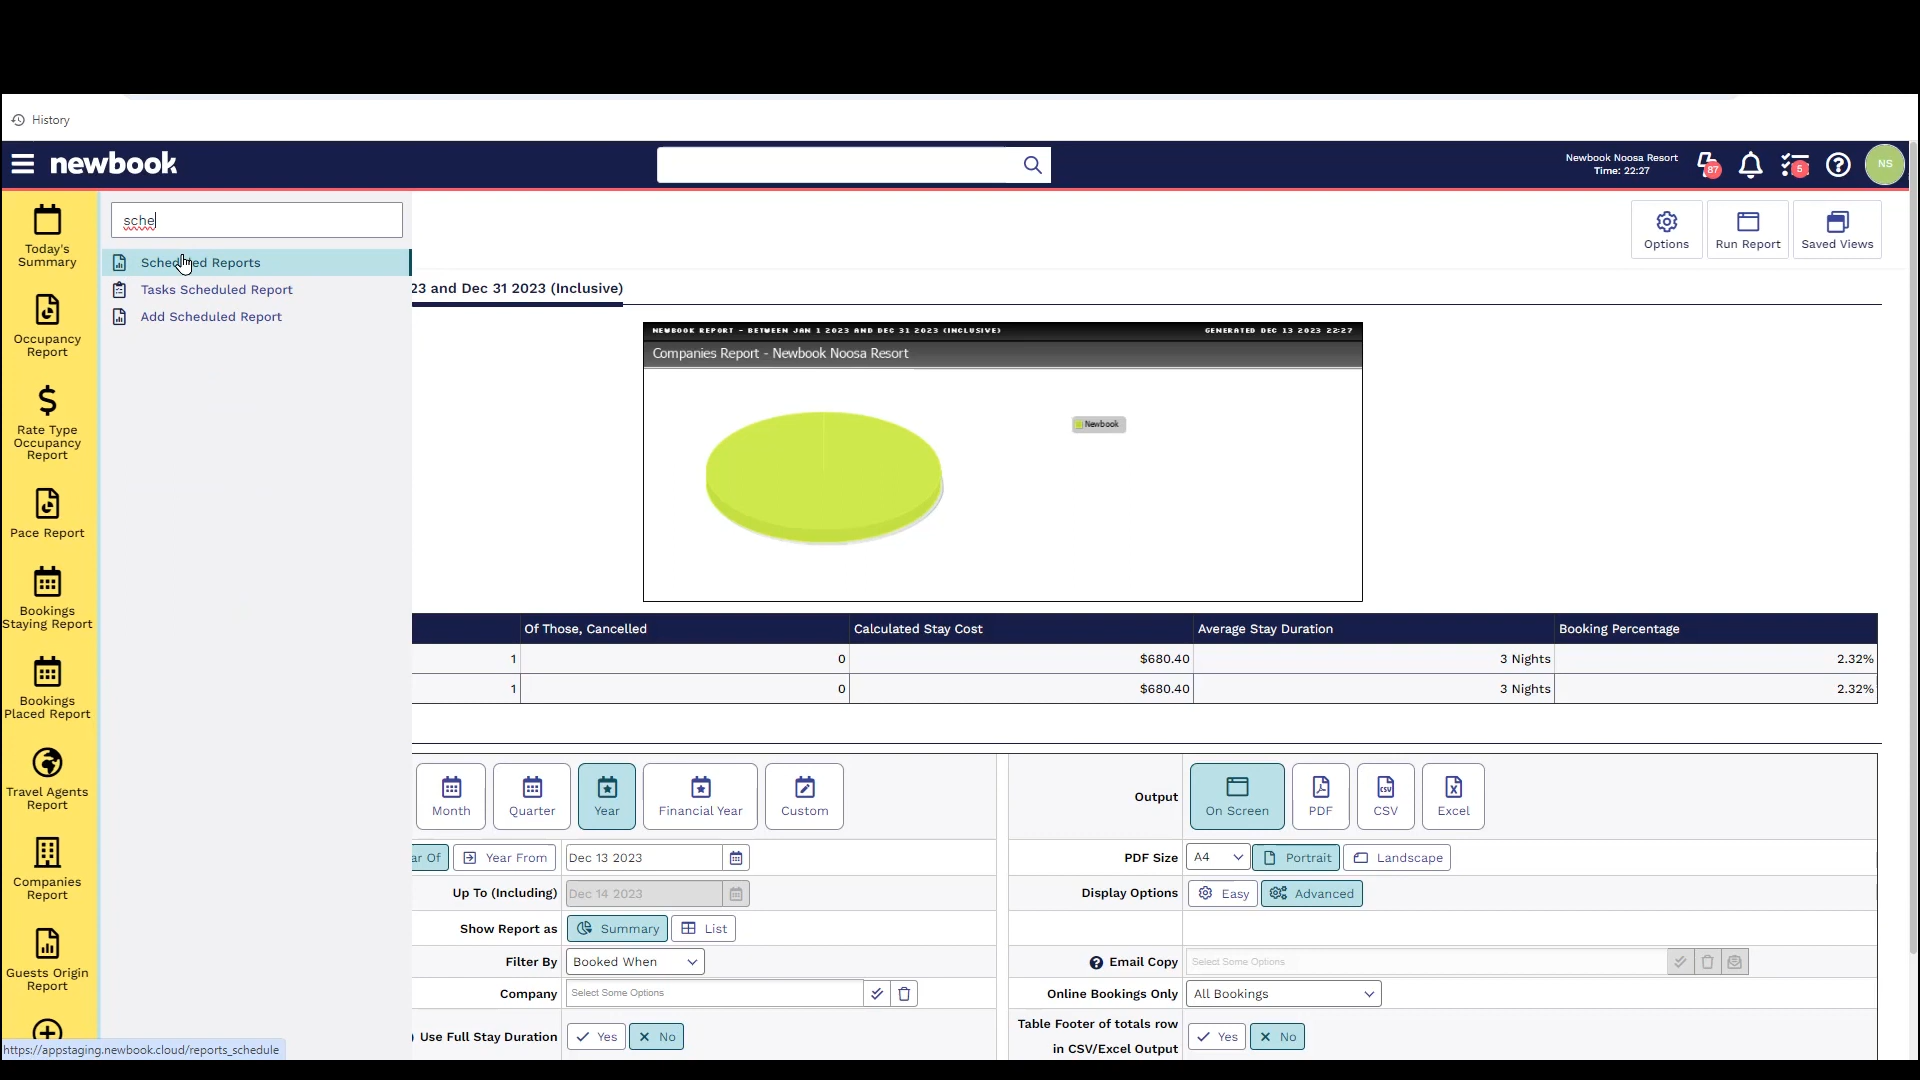 History
newbook
Newbook Noosa Resort
Time: 22:27
87
5
NS
Today's
Summary
Occupancy
Report
Rate Type
Occupancy
Report
Pace Report
Bookings
Staying Report
Bookings
Placed Report
Travel Agents
Report
Companies
Report
Guests Origin
Report
sche
Scheduled Reports
Tasks Scheduled Report
Add Scheduled Report
Options
Run Report
Saved Views
23 and Dec 31 2023 (Inclusive)
NEWBOOK REPORT - BETWEEN JAN 1 2023 AND DEC 31 2023 (INCLUSIVE)
GENERATED DEC 13 2023 22:27
Companies Report - Newbook Noosa Resort
Newbook
Of Those, Cancelled Calculated Stay Cost Average Stay Duration Booking Percentage
1 0 $680.40 3 Nights 2.32%
1 0 $680.40 3 Nights 2.32%
Month Quarter Year Financial Year Custom
ar Of Year From Dec 13 2023
Up To (Including) Dec 14 2023
Show Report as Summary List
Filter By Booked When
Company Select Some Options
) Use Full Stay Duration Yes No
Output On Screen PDF CSV Excel
PDF Size A4 Portrait Landscape
Display Options Easy Advanced
Email Copy Select Some Options
Online Bookings Only All Bookings
Table Footer of totals row
in CSV/Excel Output Yes No
https://appstaging.newbook.cloud/reports_schedule